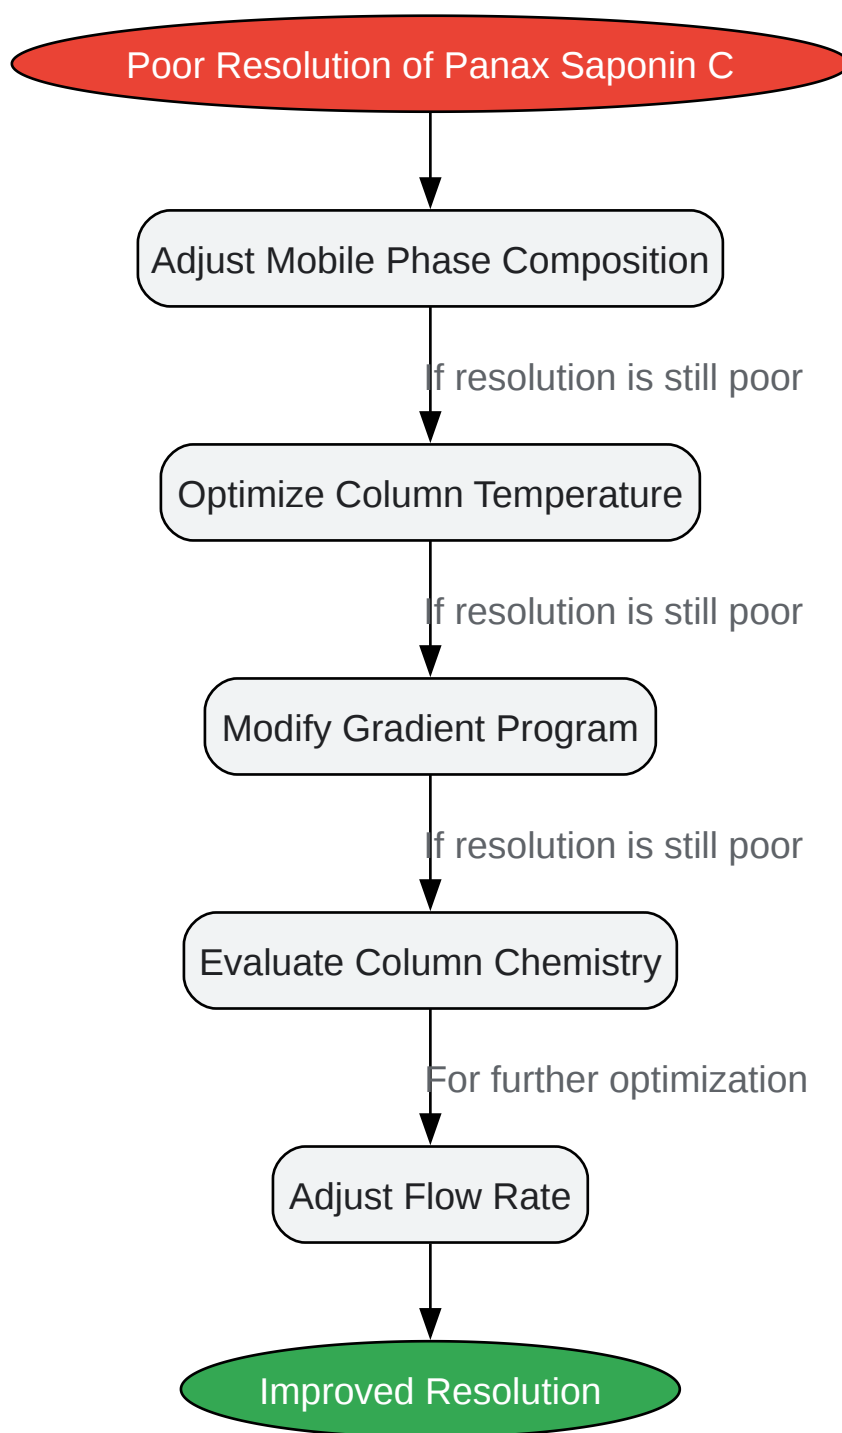 Poor Resolution of Panax Saponin C
Adjust Mobile Phase Composition
If resolution is still poor
Optimize Column Temperature
If resolution is still poor
Modify Gradient Program
If resolution is still poor
Evaluate Column Chemistry
For further optimization
Adjust Flow Rate
Improved Resolution